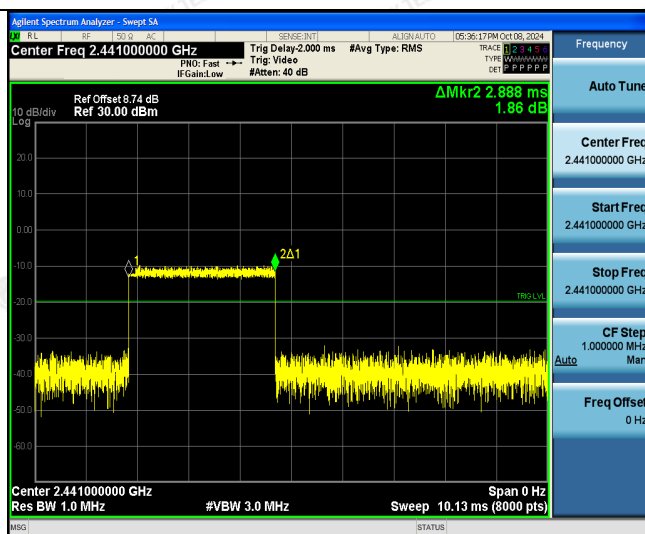 Agilent Spectrum Analyzer - Swept SA
RL RF 50 Ω AC SENSE:INT ALIGNAUTO 05:36:17PM Oct 08, 2024
Center Freq 2.441000000 GHz
PNO: Fast
IFGain:Low
Trig Delay-2.000 ms
Trig: Video
#Atten: 40 dB
#Avg Type: RMS
TRACE 1 2 3 4 5 6
TYPE
DET P P P P P P
Ref Offset 8.74 dB
10 dB/div Ref 30.00 dBm
Log
ΔMkr2 2.888 ms
1.86 dB
20.0
10.0
0.00
1
2Δ1
-10.0
TRIG LVL
-20.0
-30.0
-40.0
-50.0
-60.0
Center 2.441000000 GHz Span 0 Hz
Res BW 1.0 MHz #VBW 3.0 MHz Sweep 10.13 ms (8000 pts)
MSG STATUS
Frequency
Auto Tune
Center Freq
2.441000000 GHz
Start Freq
2.441000000 GHz
Stop Freq
2.441000000 GHz
CF Step
1.000000 MHz
Auto Man
Freq Offset
0 Hz